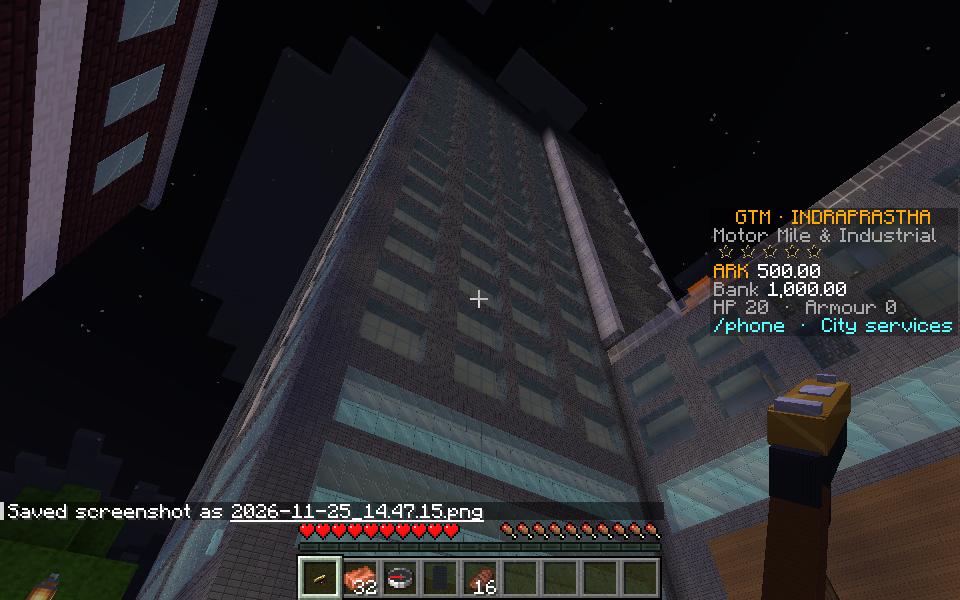 GTM · INDRAPRASTHA
Motor Mile & Industrial
☆ ☆ ☆ ☆ ☆
ARK 500.00
Bank 1,000.00
HP 20 · Armour 0
/phone · City services
Saved screenshot as 2026-11-25_14.47.15.png
32
16